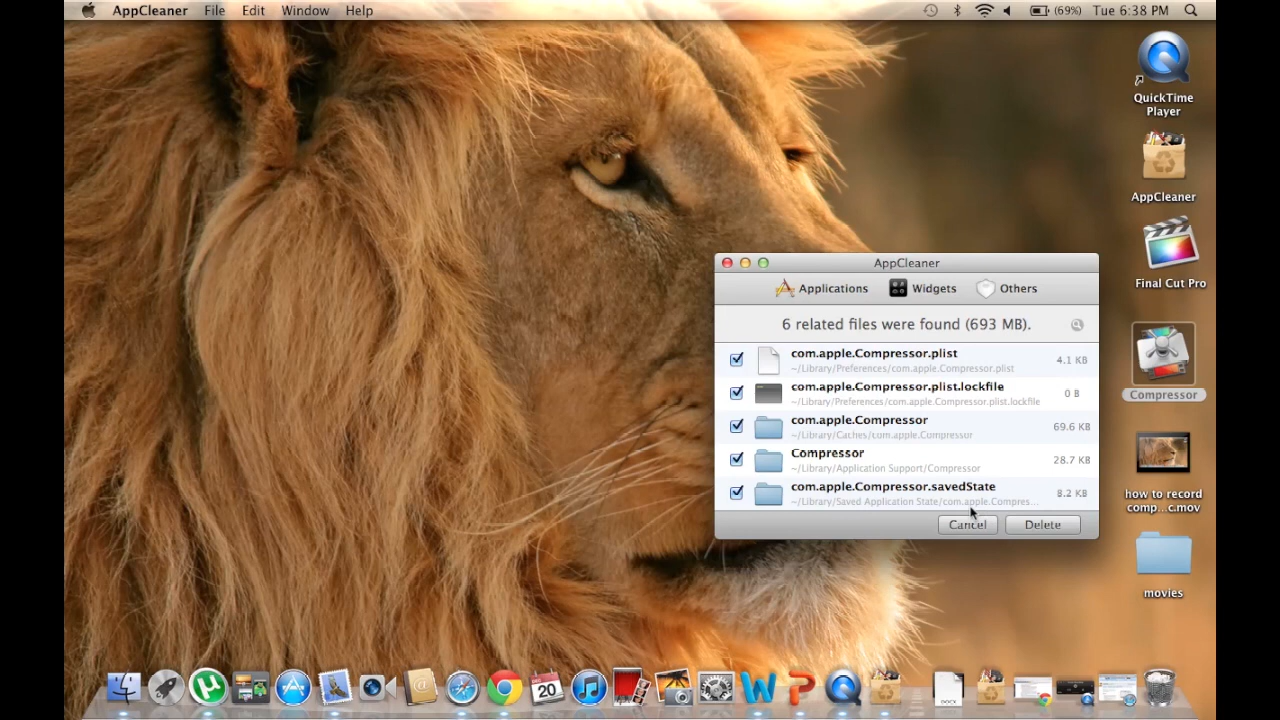 AppCleaner File Edit Window Help (69%) Tue 6:38 PM
QuickTime
Player
AppCleaner
Final Cut Pro
Compressor
how to record
comp...c.mov
movies
AppCleaner
Applications Widgets Others
6 related files were found (693 MB).
com.apple.Compressor.plist 4.1 KB
~/Library/Preferences/com.apple.Compressor.plist
com.apple.Compressor.plist.lockfile 0 B
~/Library/Preferences/com.apple.Compressor.plist.lockfile
com.apple.Compressor 69.6 KB
~/Library/Caches/com.apple.Compressor
Compressor 28.7 KB
~/Library/Application Support/Compressor
com.apple.Compressor.savedState 8.2 KB
~/Library/Saved Application State/com.apple.Compres...
Cancel Delete
DEC
20
DOCX